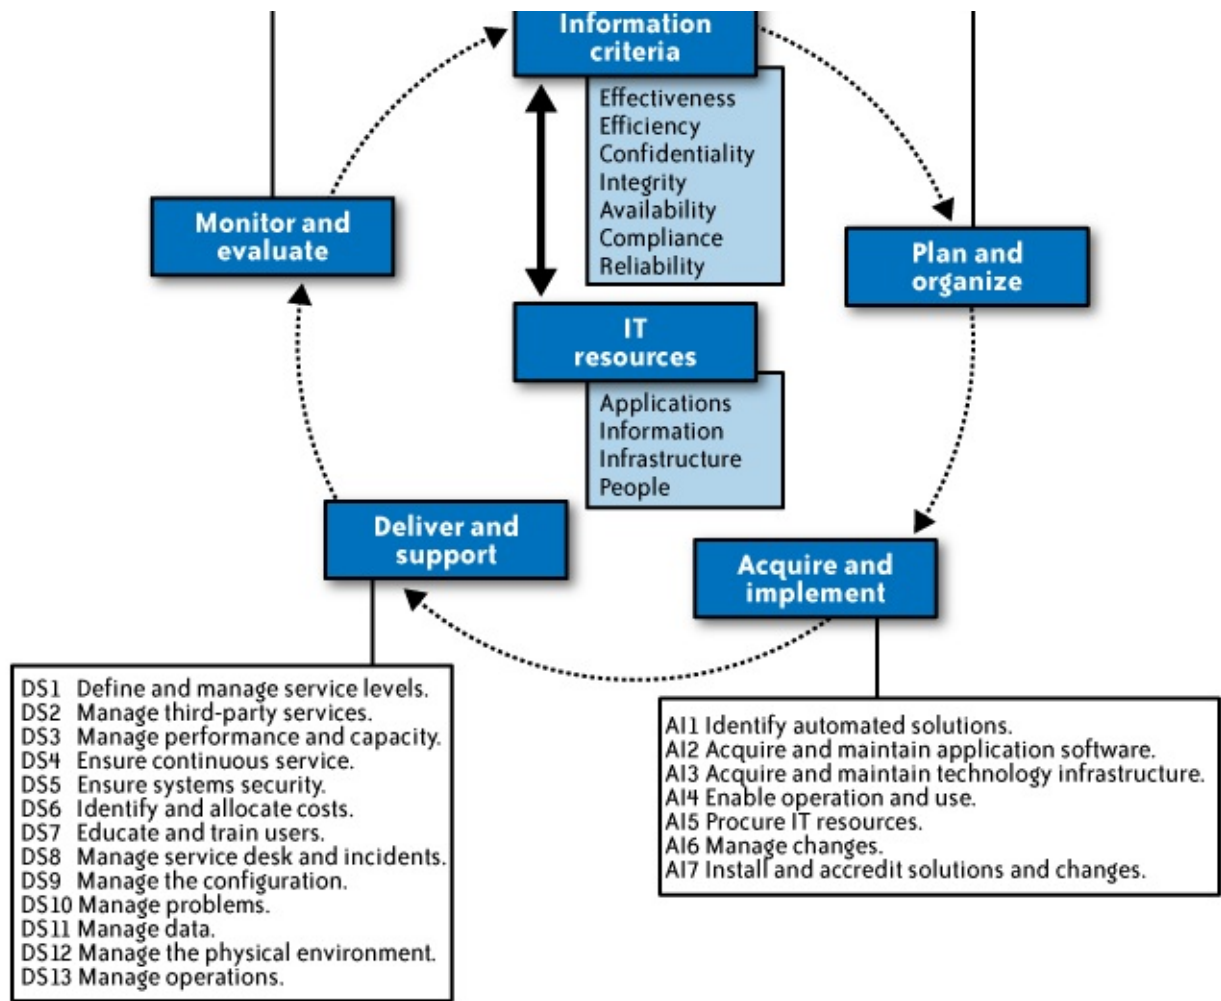 Information
criteria
Effectiveness
Efficiency
Confidentiality
Integrity
Availability
Compliance
Reliability
Monitor and
evaluate
Plan and
organize
IT
resources
Applications
Information
Infrastructure
People
Deliver and
support
Acquire and
implement
DS1 Define and manage service levels.
DS2 Manage third-party services.
DS3 Manage performance and capacity.
DS4 Ensure continuous service.
DS5 Ensure systems security.
DS6 Identify and allocate costs.
DS7 Educate and train users.
DS8 Manage service desk and incidents.
DS9 Manage the configuration.
DS10 Manage problems.
DS11 Manage data.
DS12 Manage the physical environment.
DS13 Manage operations.
AI1 Identify automated solutions.
AI2 Acquire and maintain application software.
AI3 Acquire and maintain technology infrastructure.
AI4 Enable operation and use.
AI5 Procure IT resources.
AI6 Manage changes.
AI7 Install and accredit solutions and changes.